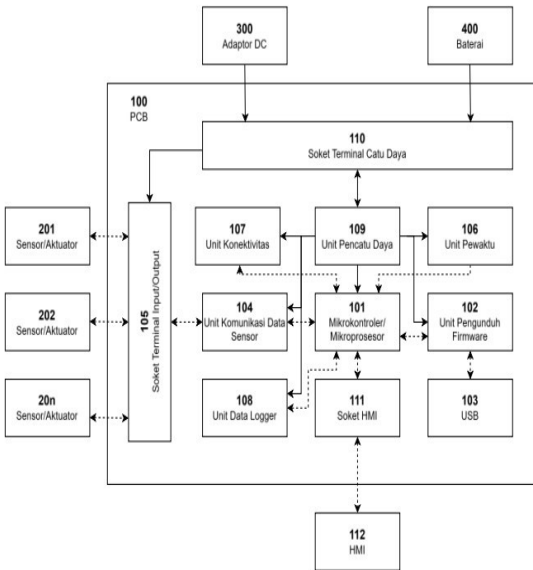 300
Adaptor DC
400
Baterai
100
PCB
110
Soket Terminal Catu Daya
201
Sensor/Aktuator
107
Unit Konektivitas
109
Unit Pencatu Daya
106
Unit Pewaktu
105
Soket Terminal Input/Output
202
Sensor/Aktuator
104
Unit Komunikasi Data
Sensor
101
Mikrokontroler/
Mikroprosesor
102
Unit Pengunduh
Firmware
20n
Sensor/Aktuator
108
Unit Data Logger
111
Soket HMI
103
USB
112
HMI